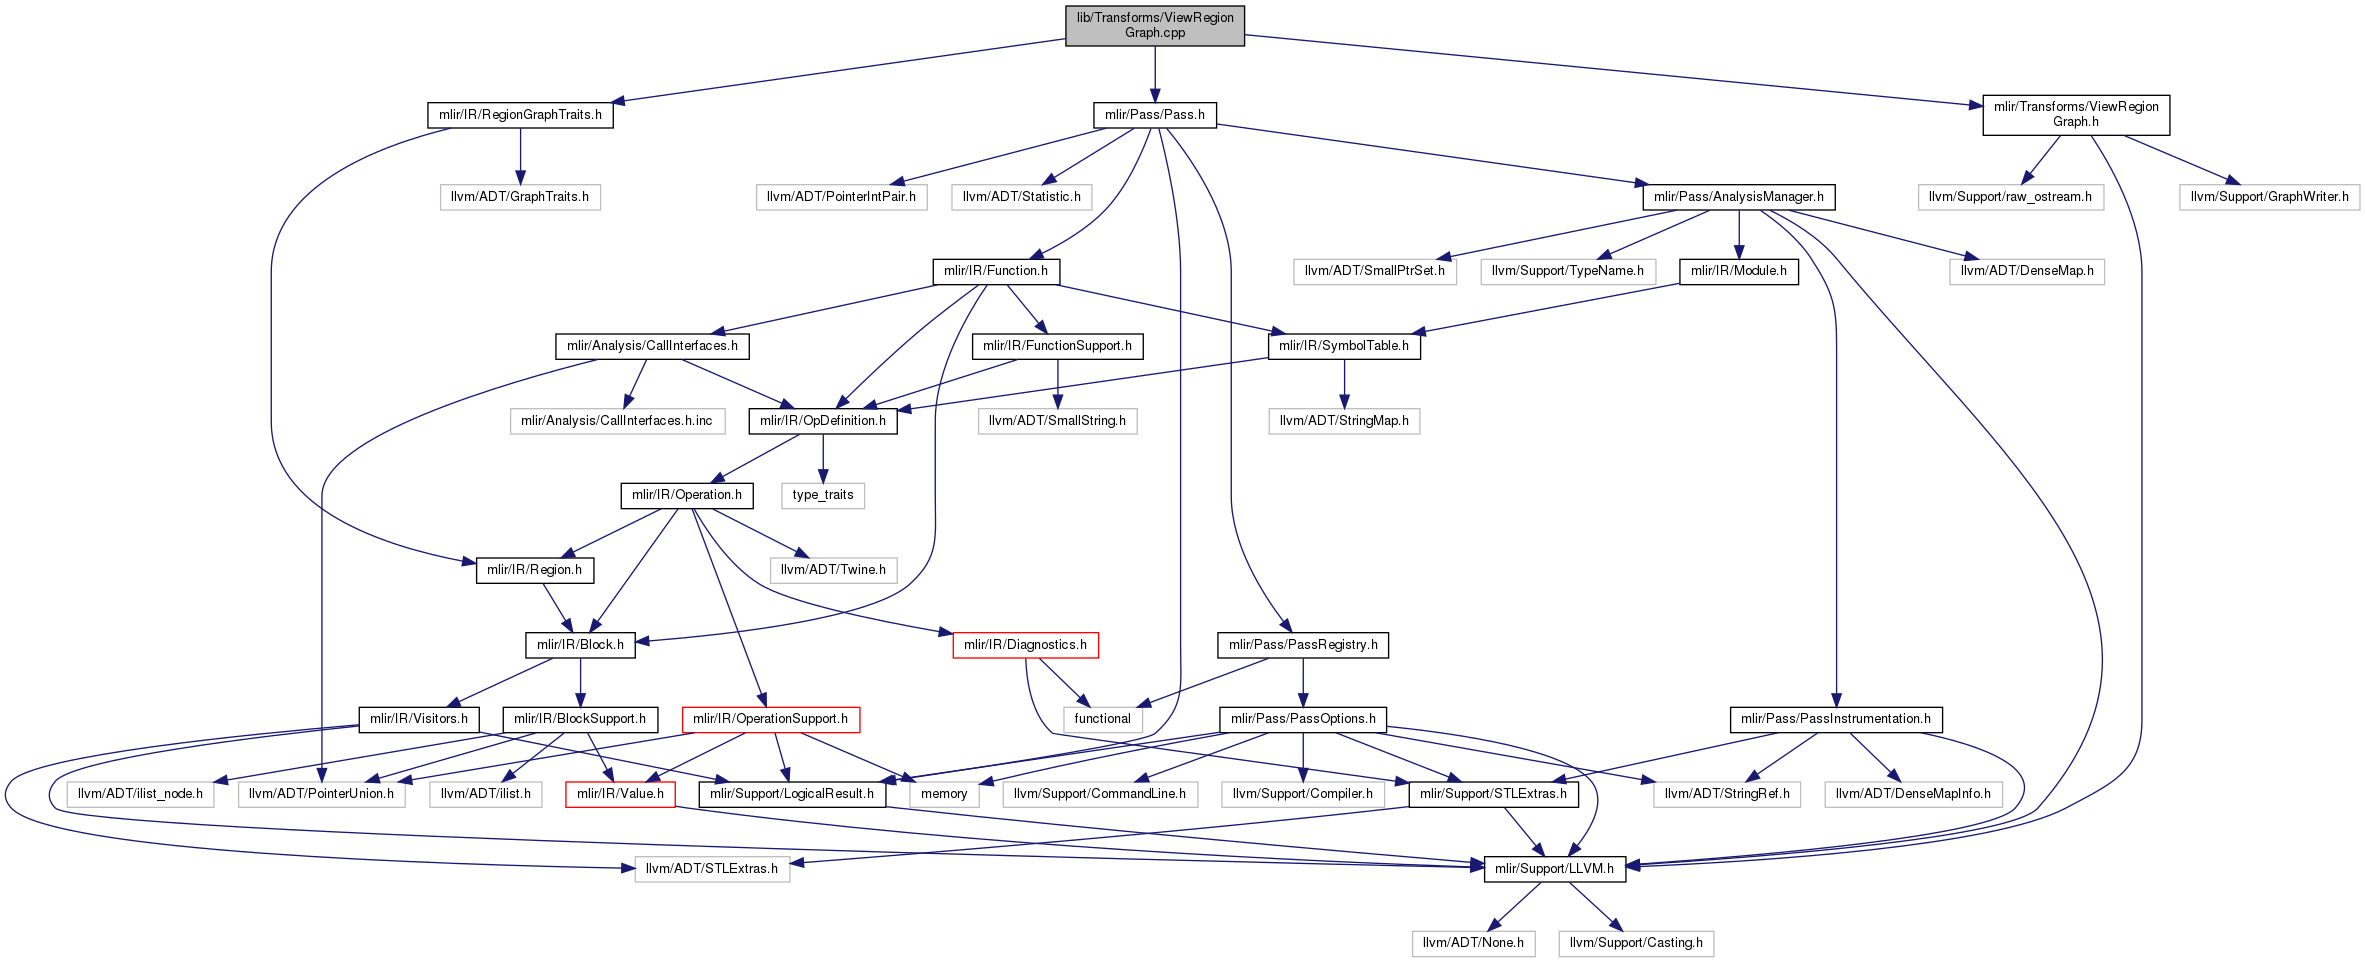 lib/Transforms/ViewRegion
Graph.cpp
mlir/IR/RegionGraphTraits.h
mlir/Pass/Pass.h
mlir/Transforms/ViewRegion
Graph.h
llvm/ADT/GraphTraits.h
llvm/ADT/PointerIntPair.h
llvm/ADT/Statistic.h
mlir/Pass/AnalysisManager.h
llvm/Support/raw_ostream.h
llvm/Support/GraphWriter.h
mlir/IR/Function.h
llvm/ADT/SmallPtrSet.h
llvm/Support/TypeName.h
mlir/IR/Module.h
llvm/ADT/DenseMap.h
mlir/Analysis/CallInterfaces.h
mlir/IR/FunctionSupport.h
mlir/IR/SymbolTable.h
mlir/Analysis/CallInterfaces.h.inc
mlir/IR/OpDefinition.h
llvm/ADT/SmallString.h
llvm/ADT/StringMap.h
mlir/IR/Operation.h
type_traits
mlir/IR/Region.h
llvm/ADT/Twine.h
mlir/IR/Block.h
mlir/IR/Diagnostics.h
mlir/Pass/PassRegistry.h
mlir/IR/Visitors.h
mlir/IR/BlockSupport.h
mlir/IR/OperationSupport.h
functional
mlir/Pass/PassOptions.h
mlir/Pass/PassInstrumentation.h
llvm/ADT/ilist_node.h
llvm/ADT/PointerUnion.h
llvm/ADT/ilist.h
mlir/IR/Value.h
mlir/Support/LogicalResult.h
memory
llvm/Support/CommandLine.h
llvm/Support/Compiler.h
mlir/Support/STLExtras.h
llvm/ADT/StringRef.h
llvm/ADT/DenseMapInfo.h
llvm/ADT/STLExtras.h
mlir/Support/LLVM.h
llvm/ADT/None.h
llvm/Support/Casting.h